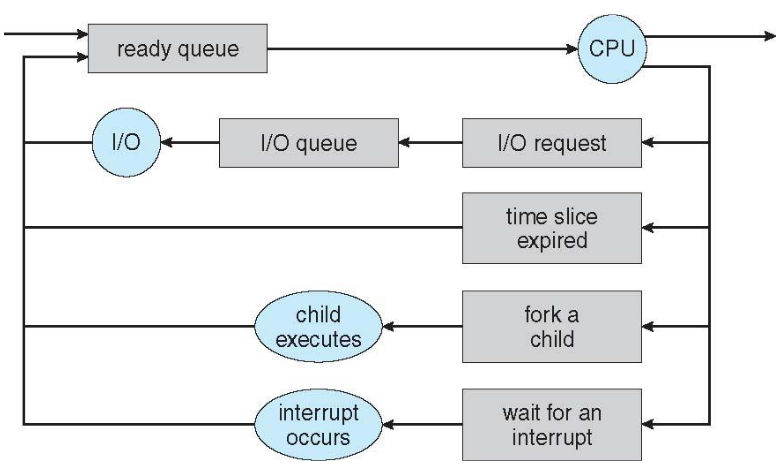 ready queue
CPU
I/O
I/O queue
I/O request
time slice
expired
child
executes
fork a
child
interrupt
occurs
wait for an
interrupt